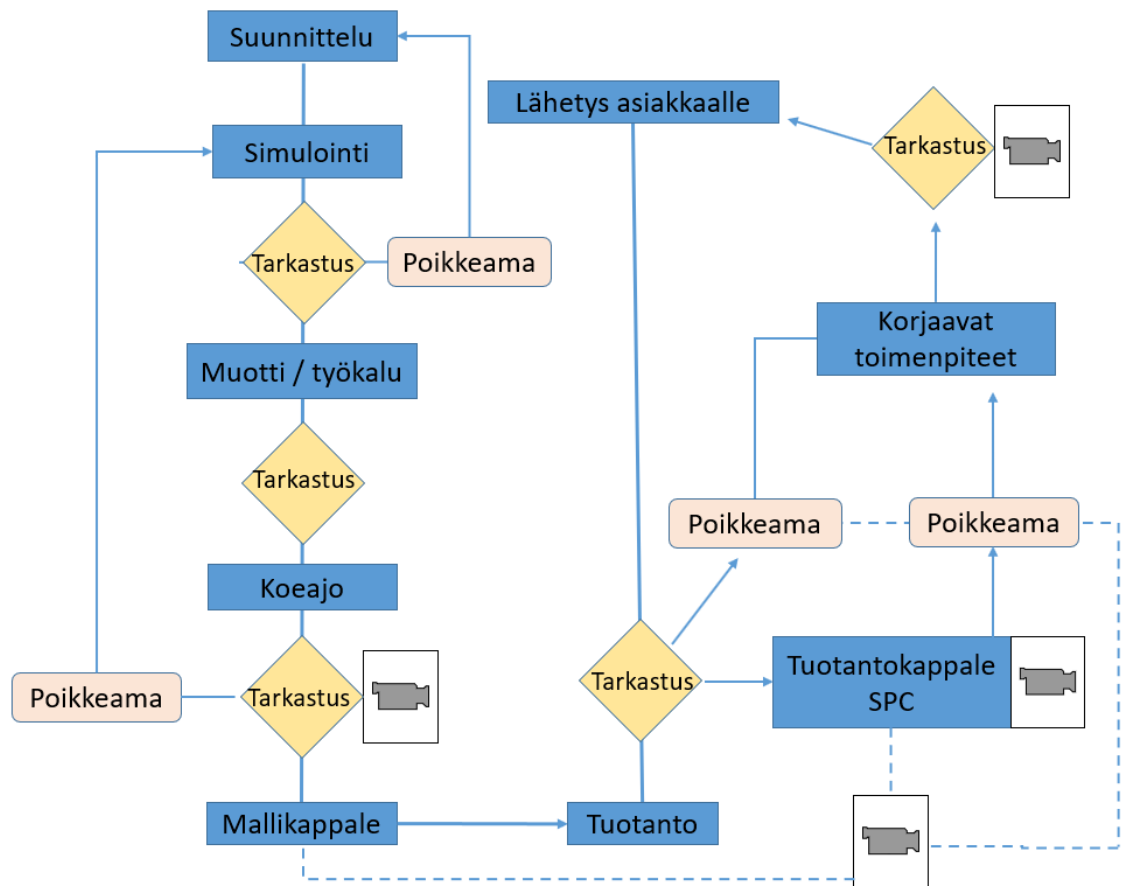 Suunnittelu
Simulointi
Tarkastus
Poikkeama
Muotti / työkalu
Tarkastus
Koeajo
Tarkastus
Poikkeama
Mallikappale
Tuotanto
Tarkastus
Lähetys asiakkaalle
Poikkeama
Tuotantokappale
SPC
Poikkeama
Korjaavat
toimenpiteet
Tarkastus